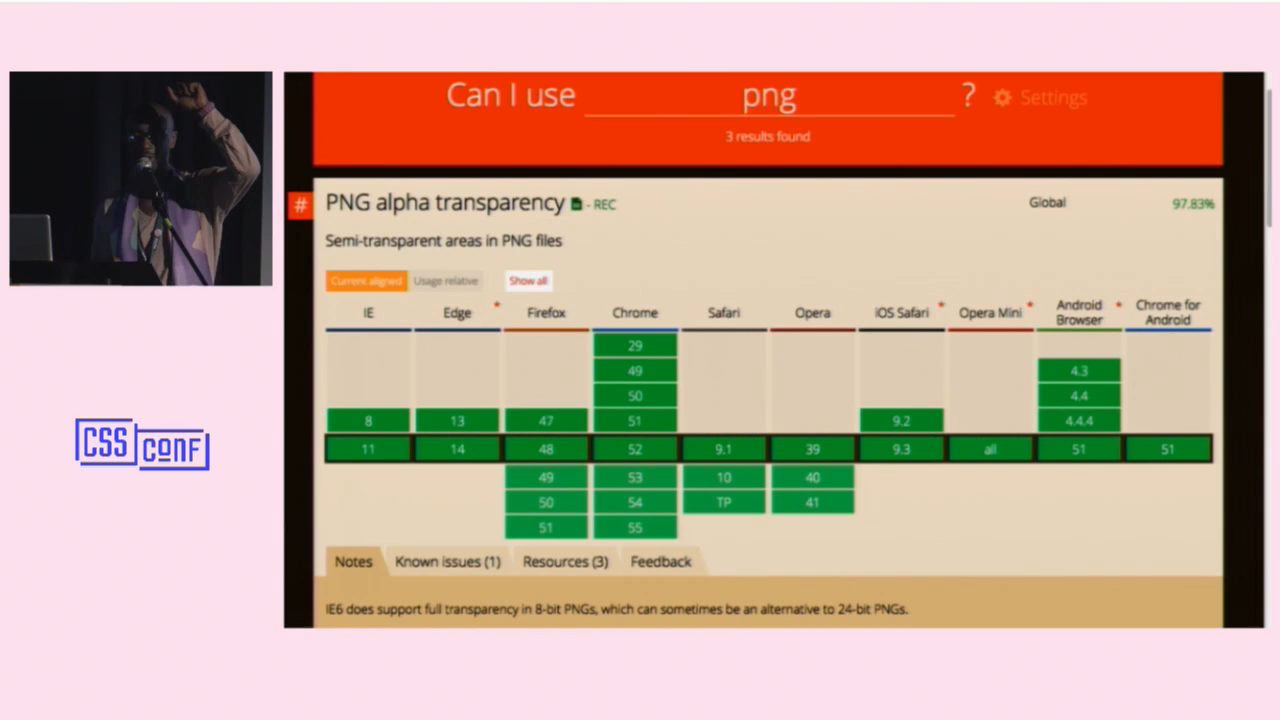 Can I use png ? Settings
3 results found
# PNG alpha transparency - REC Global 97.83%
Semi-transparent areas in PNG files
Current aligned Usage relative Show all
IE Edge * Firefox Chrome Safari Opera iOS Safari * Opera Mini * Android Browser * Chrome for Android
29
49 4.3
50 4.4
8 13 47 51 9.2 4.4.4
11 14 48 52 9.1 39 9.3 all 51 51
49 53 10 40
50 54 TP 41
51 55
Notes Known issues (1) Resources (3) Feedback
IE6 does support full transparency in 8-bit PNGs, which can sometimes be an alternative to 24-bit PNGs.
CSS
conf